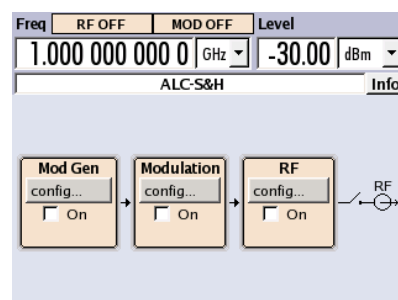 Freq RF OFF MOD OFF Level
1.000 000 000 0 GHz -30.00 dBm
ALC-S&H Info
Mod Gen Modulation RF
config... config... config...
On On On
RF